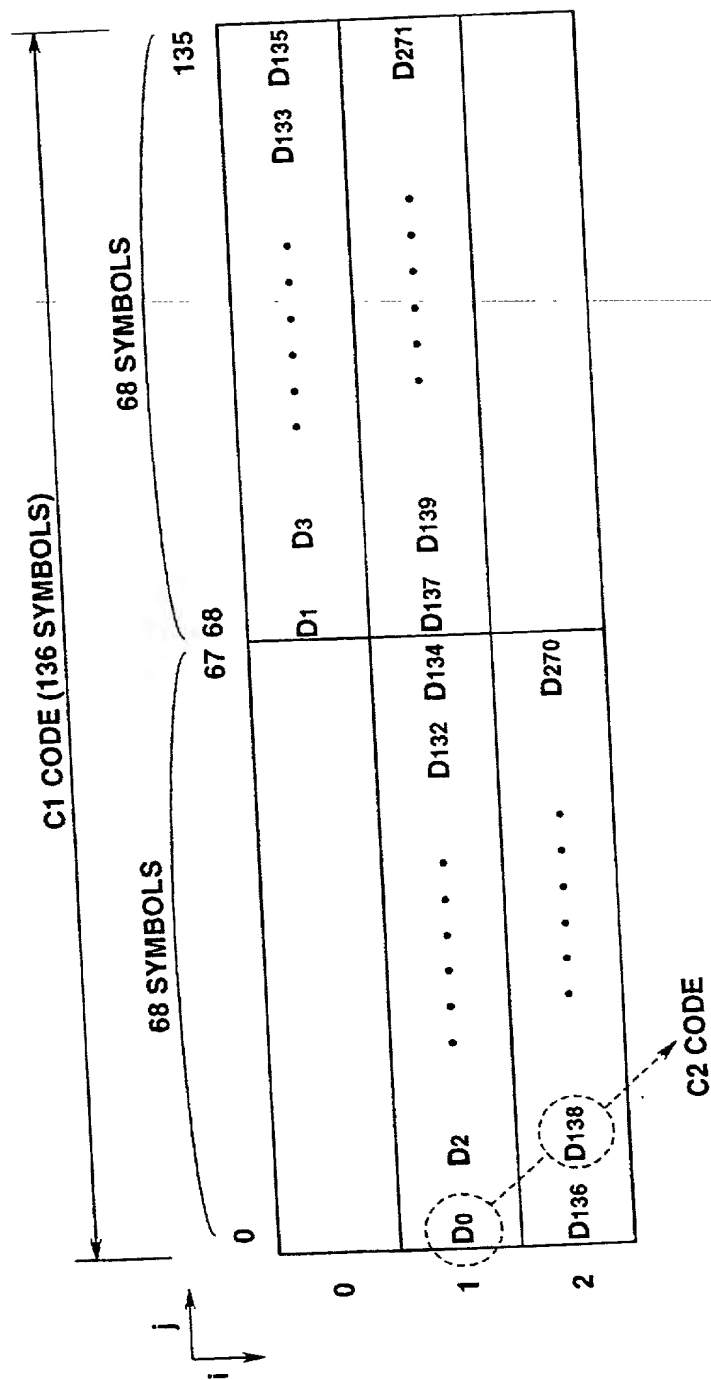 C1 CODE (136 SYMBOLS)
68 SYMBOLS 68 SYMBOLS
j
i
0 67 68 135
0 D1 D3 • • • • • • D133 D135
1 D0 D2 • • • • • • D132 D134 D137 D139 • • • • • • D271
2 D136 D138 • • • • • • D270
C2 CODE